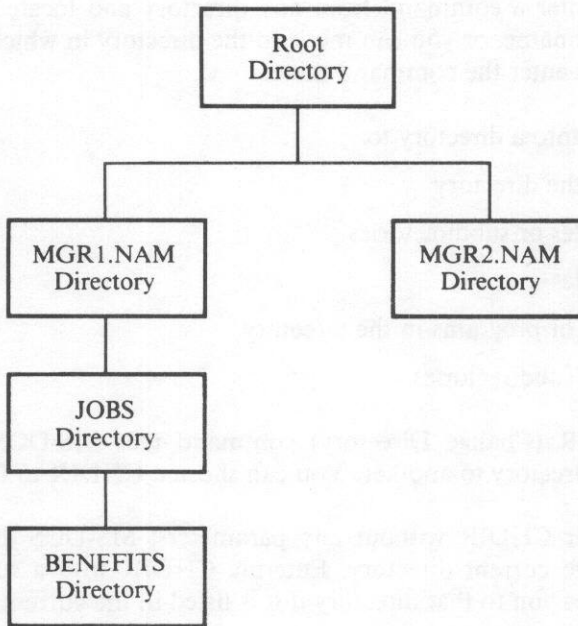 Root
Directory
MGR1.NAM
Directory
MGR2.NAM
Directory
JOBS
Directory
BENEFITS
Directory